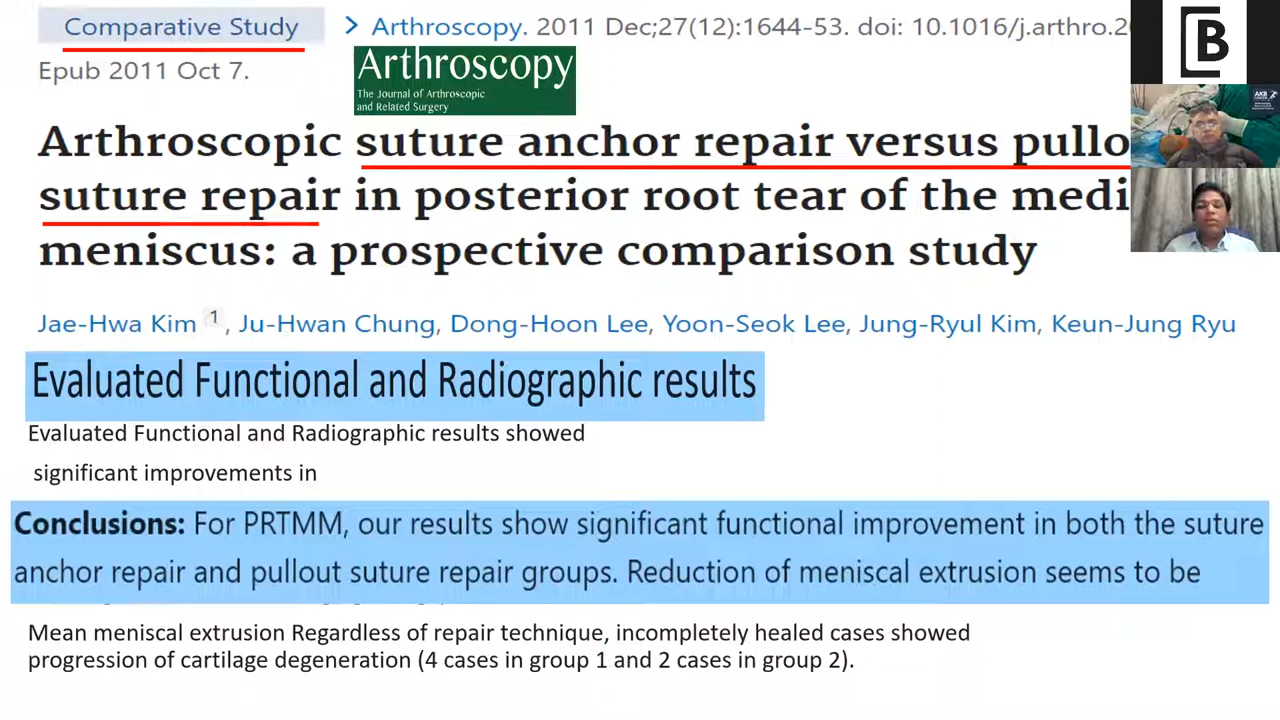 Comparative Study > Arthroscopy. 2011 Dec;27(12):1644-53. doi: 10.1016/j.arthro.2
Epub 2011 Oct 7.
Arthroscopy
The Journal of Arthroscopic
and Related Surgery
B
AKB
Arthroscopic suture anchor repair versus pullo
suture repair in posterior root tear of the medi
meniscus: a prospective comparison study
Jae-Hwa Kim 1, Ju-Hwan Chung, Dong-Hoon Lee, Yoon-Seok Lee, Jung-Ryul Kim, Keun-Jung Ryu
Evaluated Functional and Radiographic results
Evaluated Functional and Radiographic results showed
significant improvements in
Conclusions: For PRTMM, our results show significant functional improvement in both the suture
anchor repair and pullout suture repair groups. Reduction of meniscal extrusion seems to be
Mean meniscal extrusion Regardless of repair technique, incompletely healed cases showed
progression of cartilage degeneration (4 cases in group 1 and 2 cases in group 2).